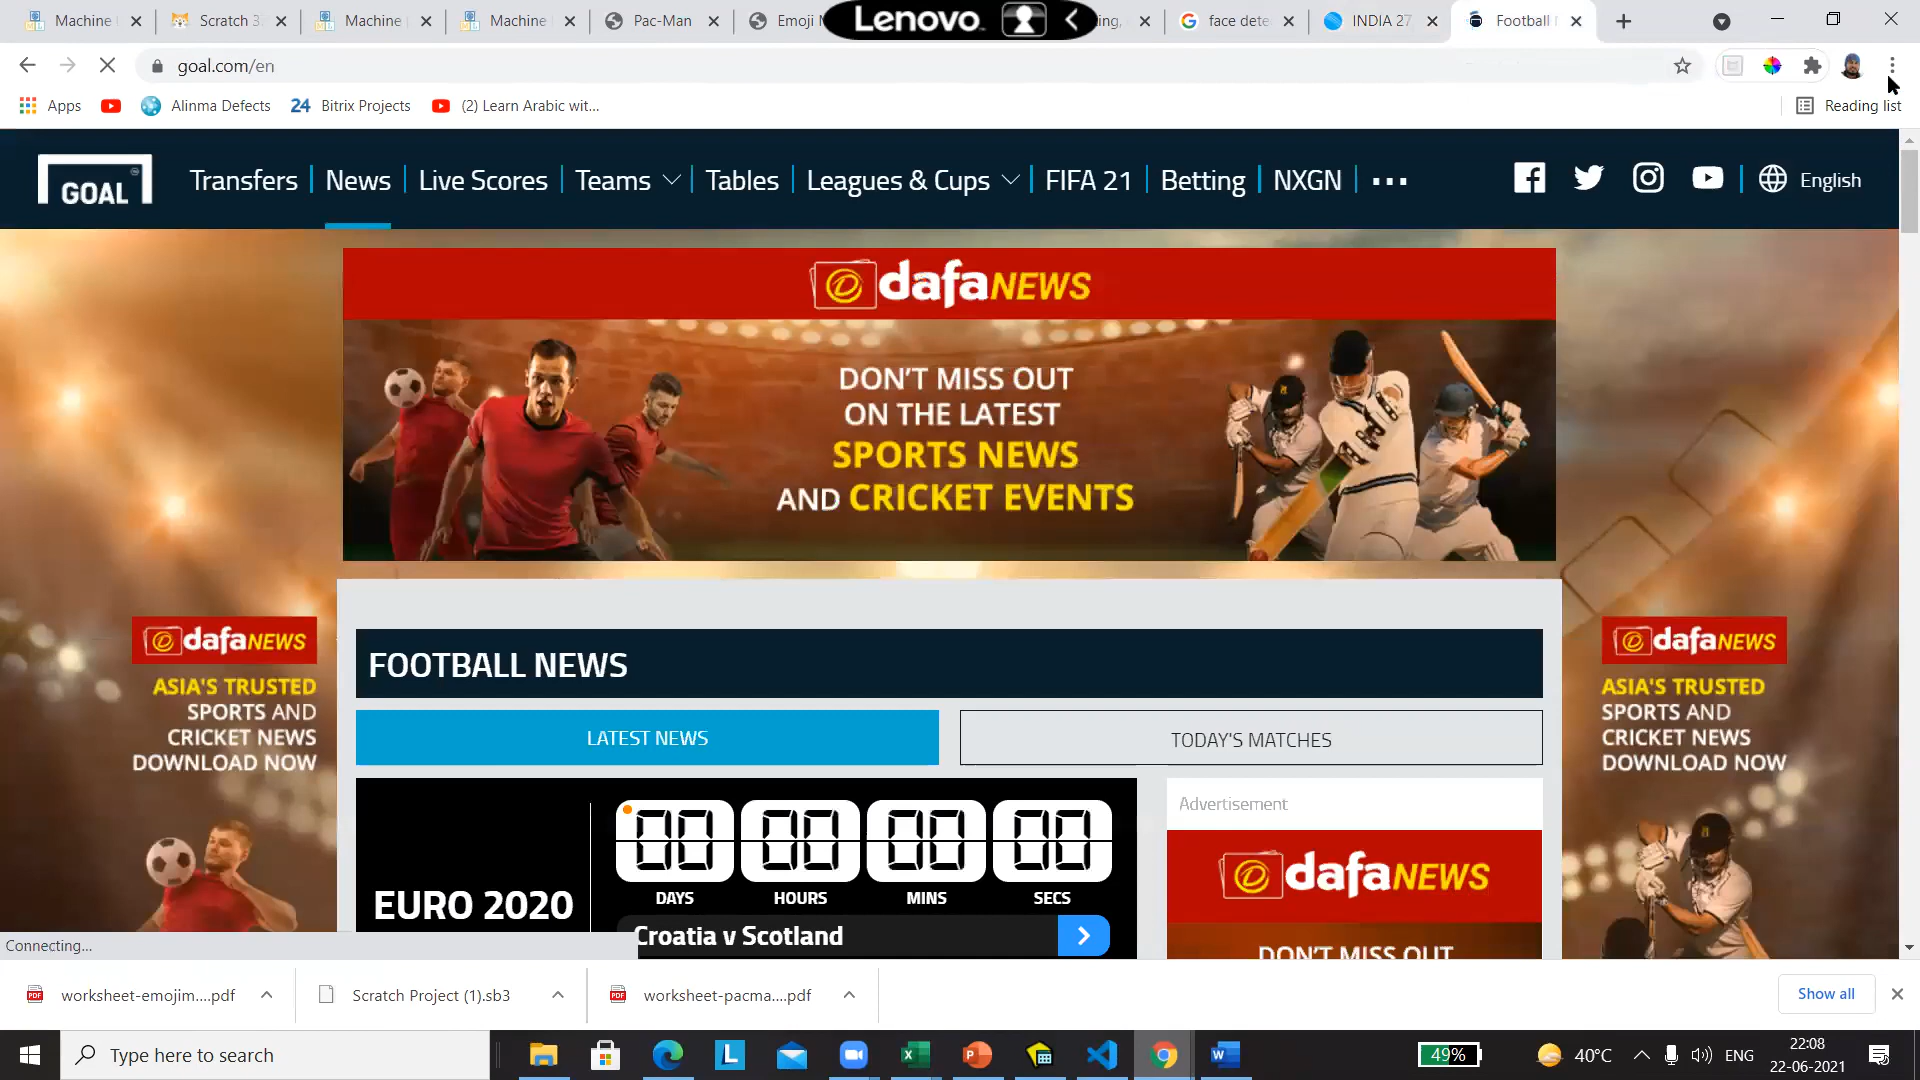 Machine
Scratch 3.
Machine
Machine
Pac-Man
Emoji
Lenovo
ng,
face dete
INDIA 27
Football
goal.com/en
Apps
Alinma Defects
24 Bitrix Projects
(2) Learn Arabic wit...
Reading list
GOAL
Transfers
News
Live Scores
Teams
Tables
Leagues & Cups
FIFA 21
Betting
NXGN
English
dafaNEWS
DON'T MISS OUT
ON THE LATEST
SPORTS NEWS
AND CRICKET EVENTS
dafaNEWS
ASIA'S TRUSTED
SPORTS AND
CRICKET NEWS
DOWNLOAD NOW
dafaNEWS
ASIA'S TRUSTED
SPORTS AND
CRICKET NEWS
DOWNLOAD NOW
FOOTBALL NEWS
LATEST NEWS
TODAY'S MATCHES
EURO 2020
00 00 00 00
DAYS HOURS MINS SECS
Croatia v Scotland
Advertisement
dafaNEWS
DON'T MISS OUT
Connecting...
worksheet-emojim....pdf
Scratch Project (1).sb3
worksheet-pacma....pdf
Show all
Type here to search
49%
40°C
ENG
22:08
22-06-2021